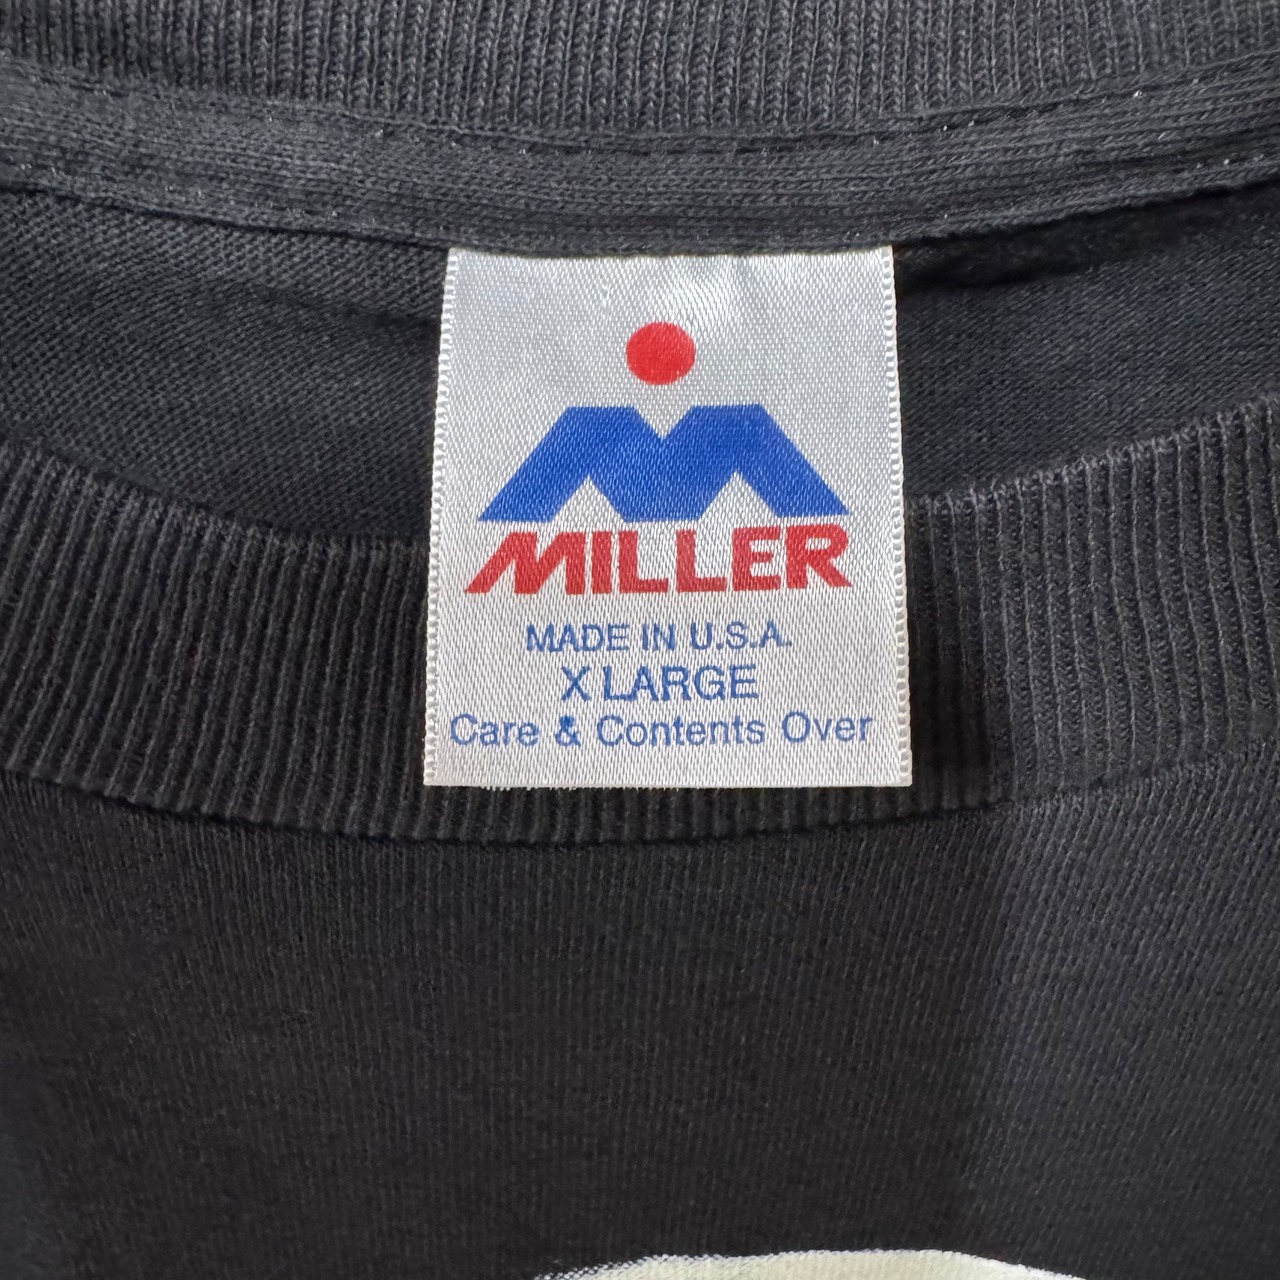 MILLER
MADE IN U.S.A.
X LARGE
Care & Contents Over